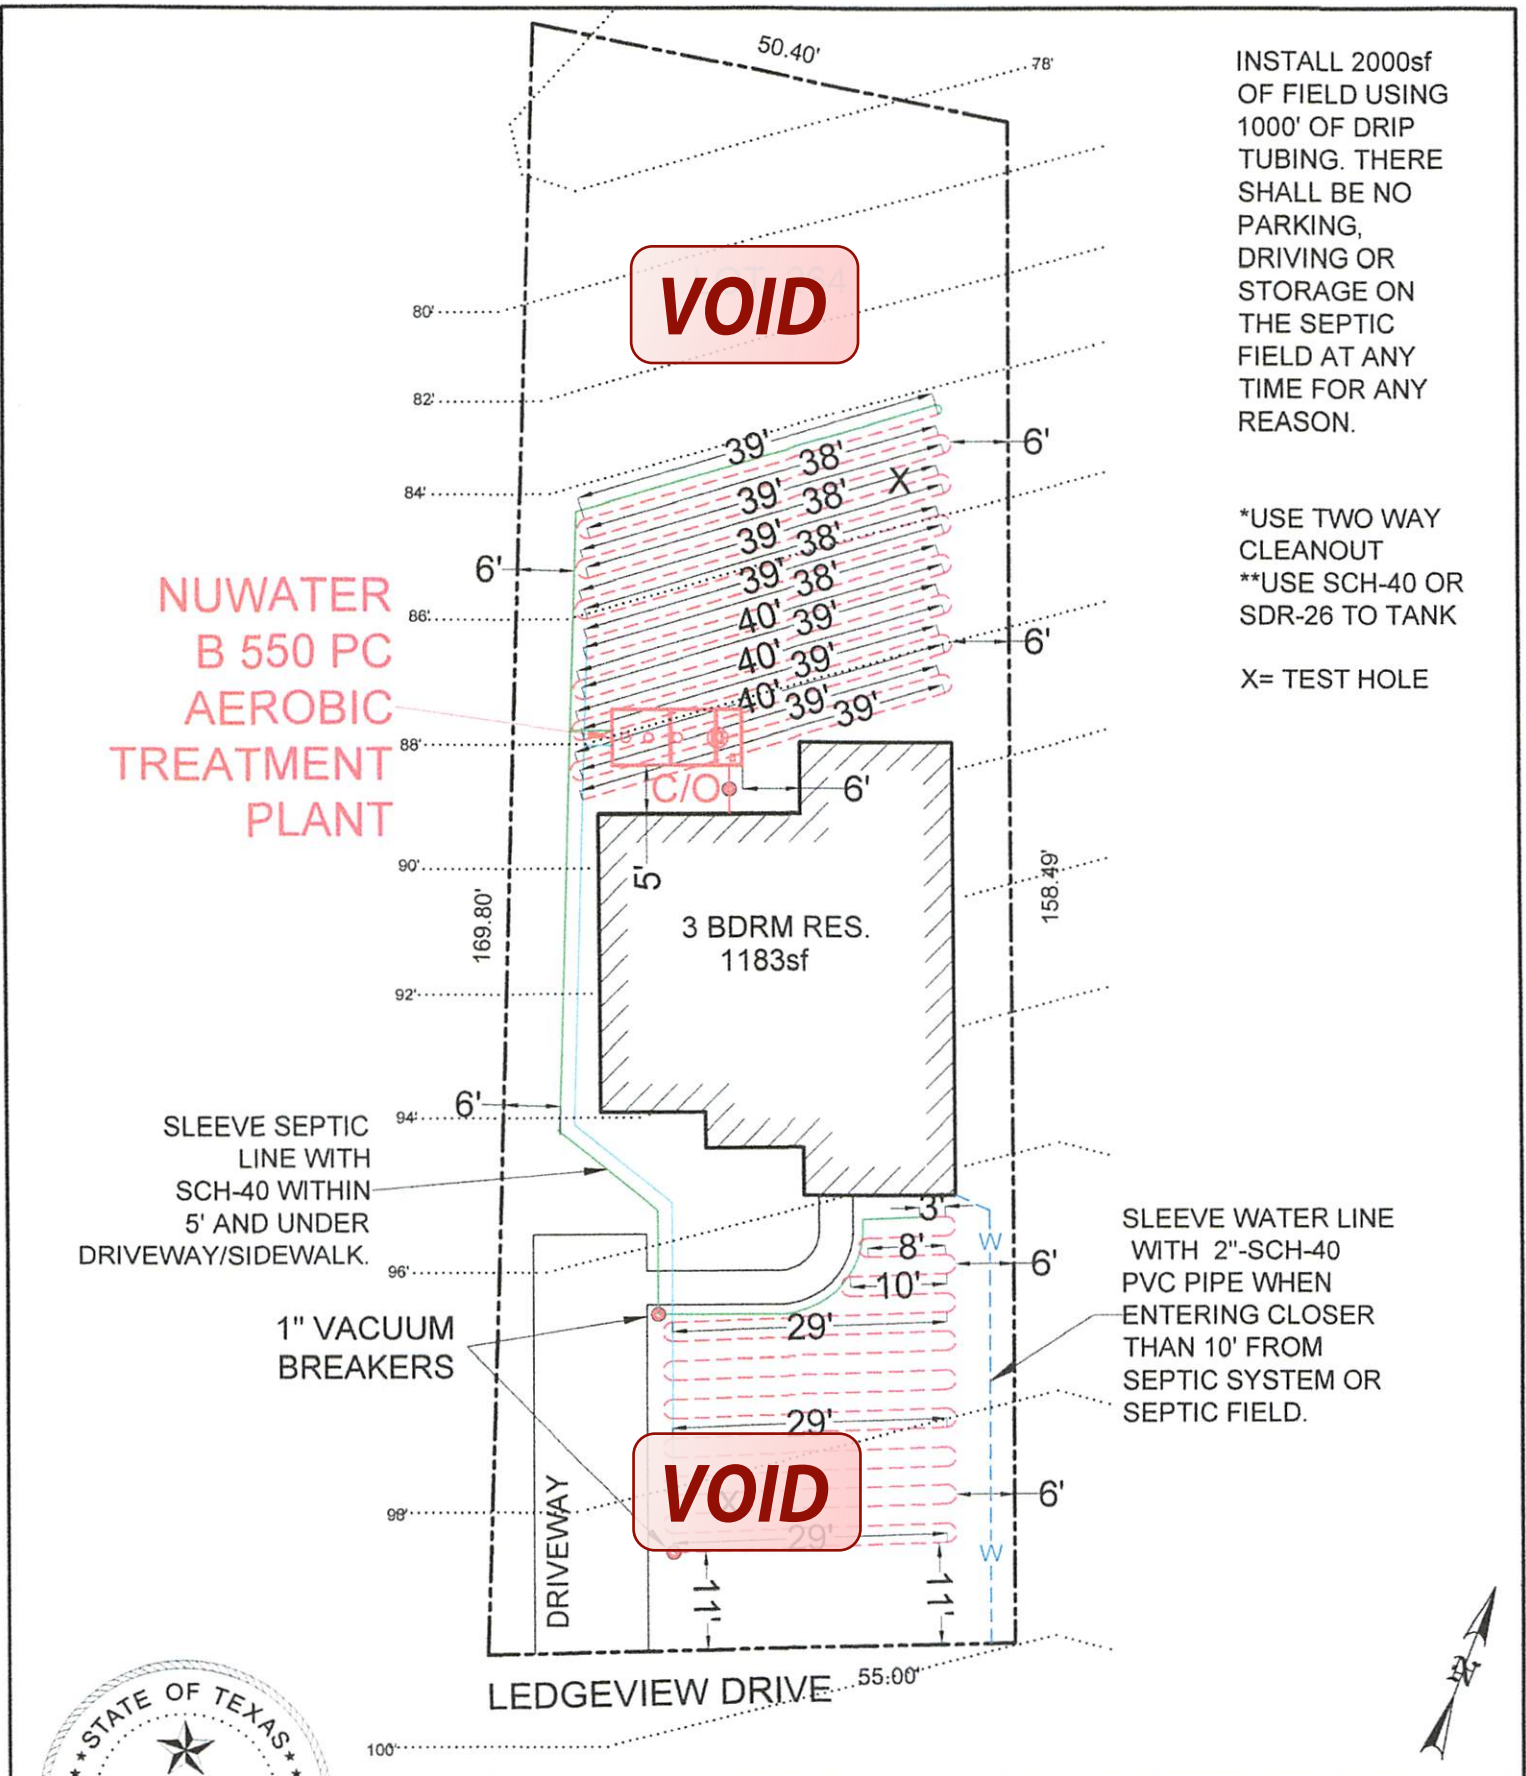 50.40'
78'
INSTALL 2000sf
OF FIELD USING
1000' OF DRIP
TUBING. THERE
SHALL BE NO
PARKING,
DRIVING OR
STORAGE ON
THE SEPTIC
FIELD AT ANY
TIME FOR ANY
REASON.
VOID
80'
82'
84'
39'
38'
6'
39'
38'
X
*USE TWO WAY
CLEANOUT
**USE SCH-40 OR
SDR-26 TO TANK
X= TEST HOLE
39'
38'
6'
39'
38'
NUWATER
B 550 PC
AEROBIC
TREATMENT
PLANT
86'
40'
39'
6'
40'
39'
40'
39'
39'
88'
C/O
6'
5'
90'
169.80'
158.49'
3 BDRM RES.
1183sf
92'
6'
94'
SLEEVE SEPTIC
LINE WITH
SCH-40 WITHIN
5' AND UNDER
DRIVEWAY/SIDEWALK.
3'
W
8'
6'
10'
96'
SLEEVE WATER LINE
WITH 2"-SCH-40
PVC PIPE WHEN
ENTERING CLOSER
THAN 10' FROM
SEPTIC SYSTEM OR
SEPTIC FIELD.
1" VACUUM
BREAKERS
29'
29'
VOID
X
6'
98'
29'
W
DRIVEWAY
11'
11'
LEDGEVIEW DRIVE
55.00'
100'
N
STATE OF TEXAS